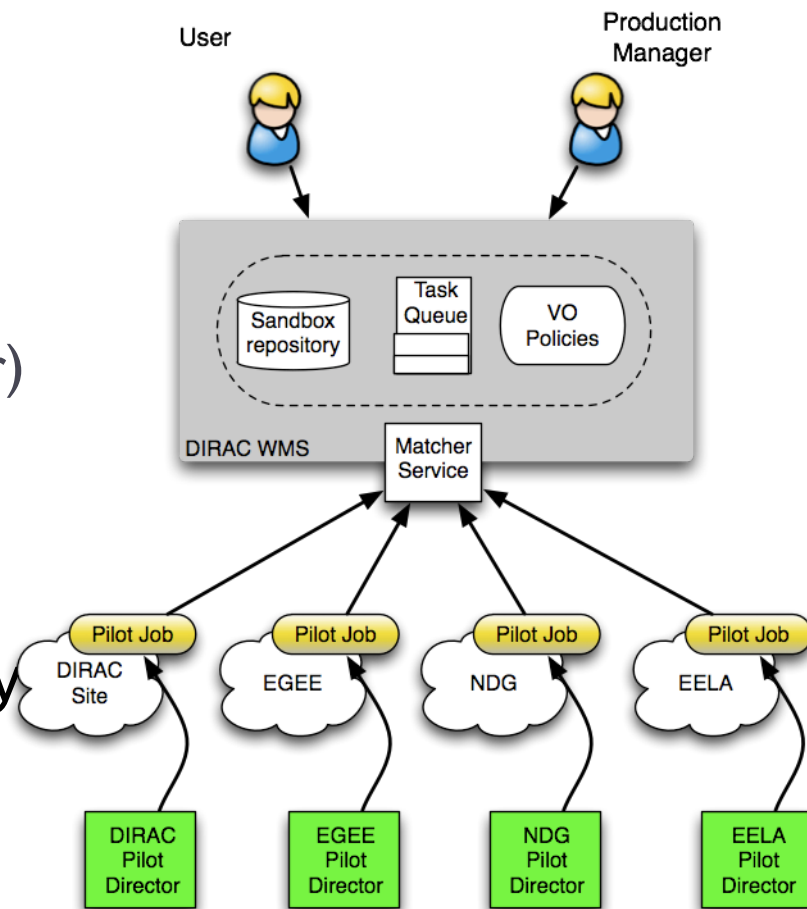 User
Production
Manager
Sandbox
repository
Task
Queue
VO
Policies
r)
DIRAC WMS
Matcher
Service
Pilot Job
Pilot Job
Pilot Job
Pilot Job
y
DIRAC
Site
EGEE
NDG
EELA
DIRAC
Pilot
Director
EGEE
Pilot
Director
NDG
Pilot
Director
EELA
Pilot
Director